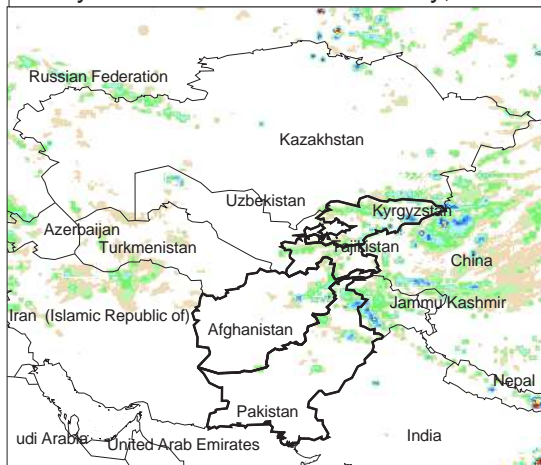 Russian Federation
Kazakhstan
Uzbekistan
Kyrgyzstan
Azerbaijan
Turkmenistan
Tajikistan
China
Jammu Kashmir
Iran (Islamic Republic of)
Afghanistan
Nepal
Pakistan
udi Arabia
United Arab Emirates
India